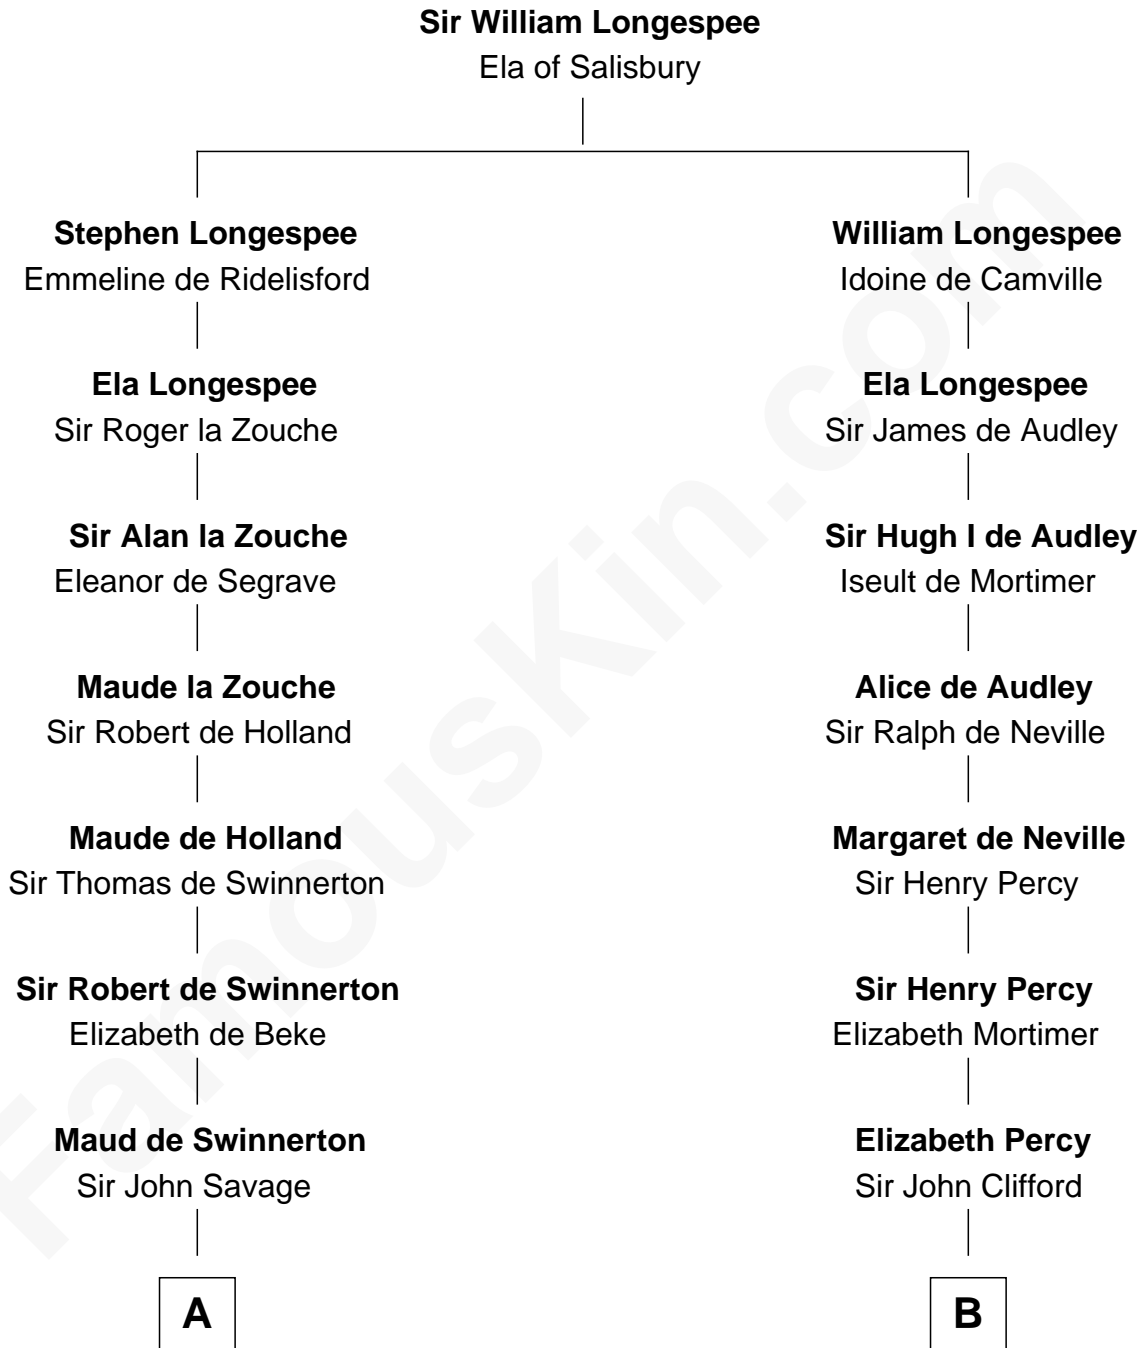 Sir William Longespee
Ela of Salisbury
Stephen Longespee
Emmeline de Ridelisford
Ela Longespee
Sir Roger la Zouche
Sir Alan la Zouche
Eleanor de Segrave
Maude la Zouche
Sir Robert de Holland
Maude de Holland
Sir Thomas de Swinnerton
Sir Robert de Swinnerton
Elizabeth de Beke
Maud de Swinnerton
Sir John Savage
A
William Longespee
Idoine de Camville
Ela Longespee
Sir James de Audley
Sir Hugh I de Audley
Iseult de Mortimer
Alice de Audley
Sir Ralph de Neville
Margaret de Neville
Sir Henry Percy
Sir Henry Percy
Elizabeth Mortimer
Elizabeth Percy
Sir John Clifford
B
FamousKin.com